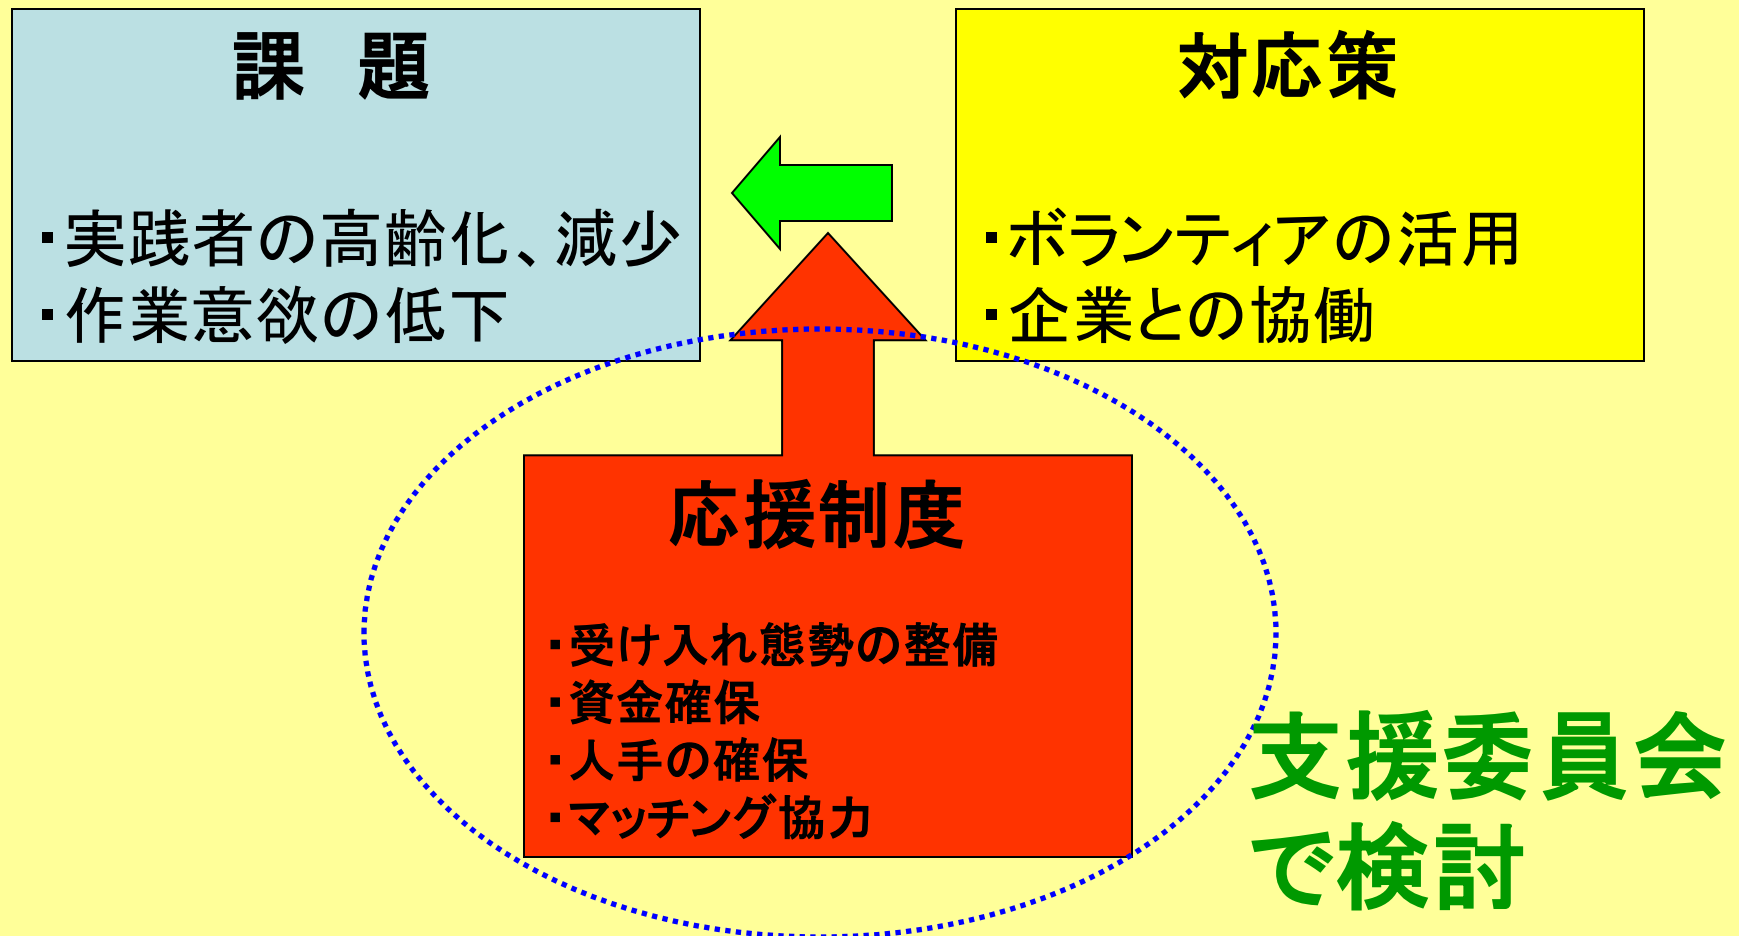 課　題
・実践者の高齢化、減少
・作業意欲の低下
対応策
・ボランティアの活用
・企業との協働
応援制度
・受け入れ態勢の整備
・資金確保
・人手の確保
・マッチング協力
支援委員会
で検討